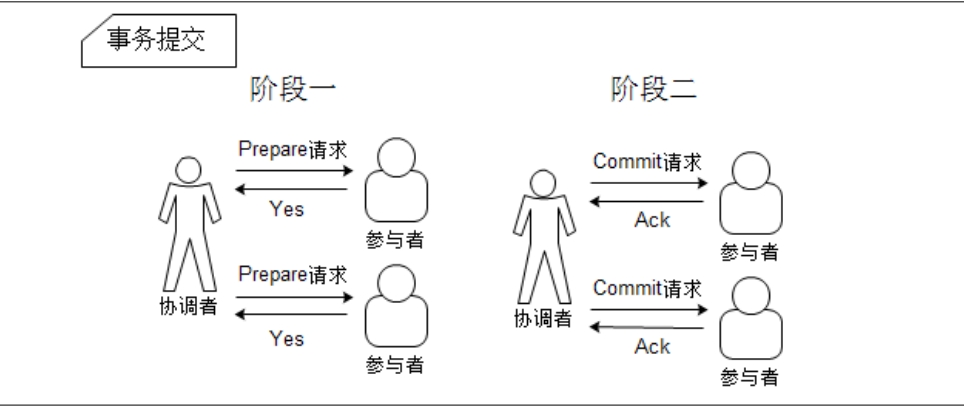 事务提交
阶段一
Prepare请求
Yes
参与者
Prepare请求
协调者
Yes
参与者
阶段二
Commit请求
Ack
参与者
Commit请求
协调者
Ack
参与者